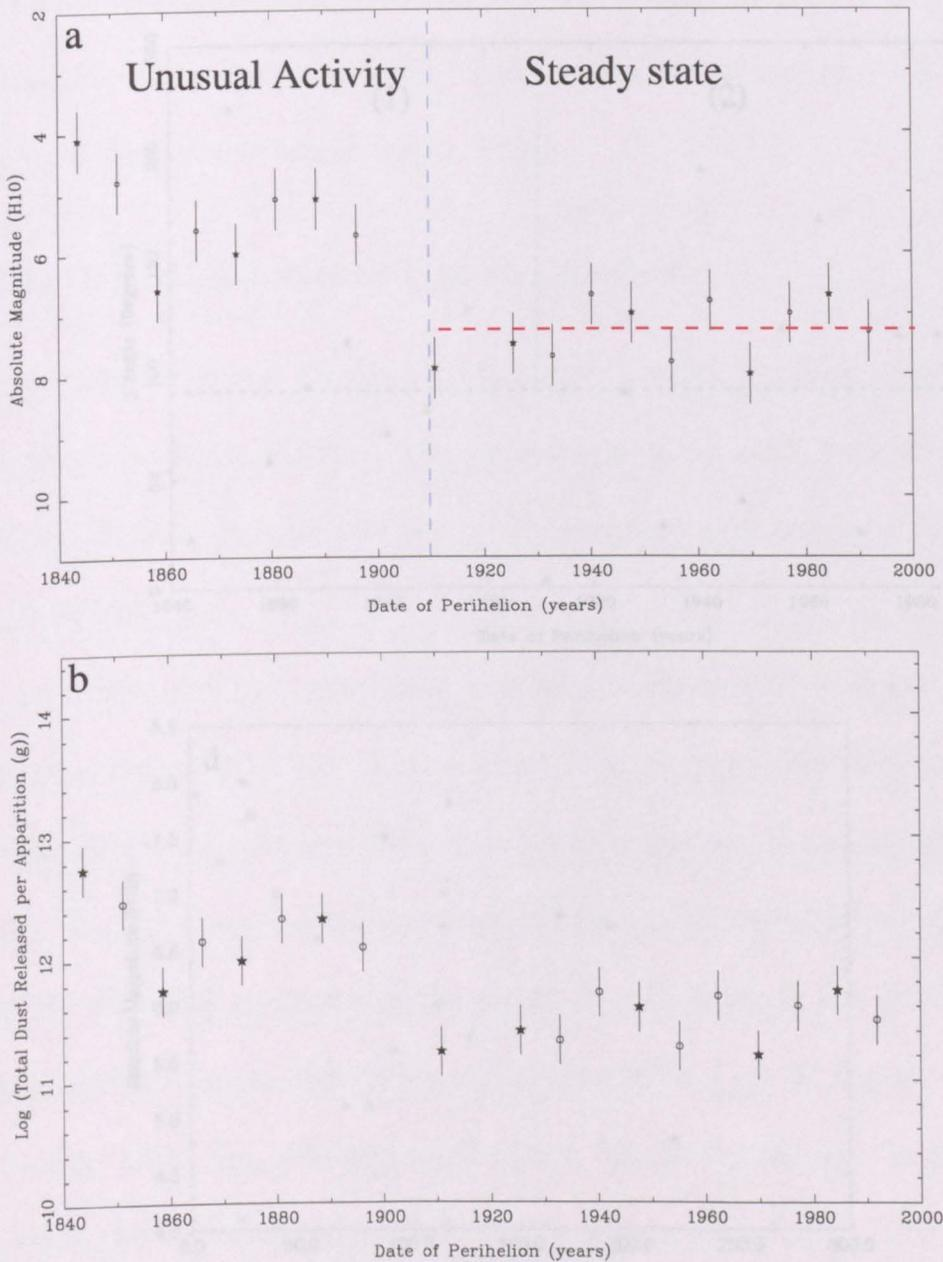 a
Unusual Activity
Steady state
Absolute Magnitude (H10)
2
4
6
8
10
1840 1860 1880 1900 1920 1940 1960 1980 2000
Date of Perihelion (years)
b
Log (Total Dust Released per Apparition (g))
14
13
12
11
10
1840 1860 1880 1900 1920 1940 1960 1980 2000
Date of Perihelion (years)